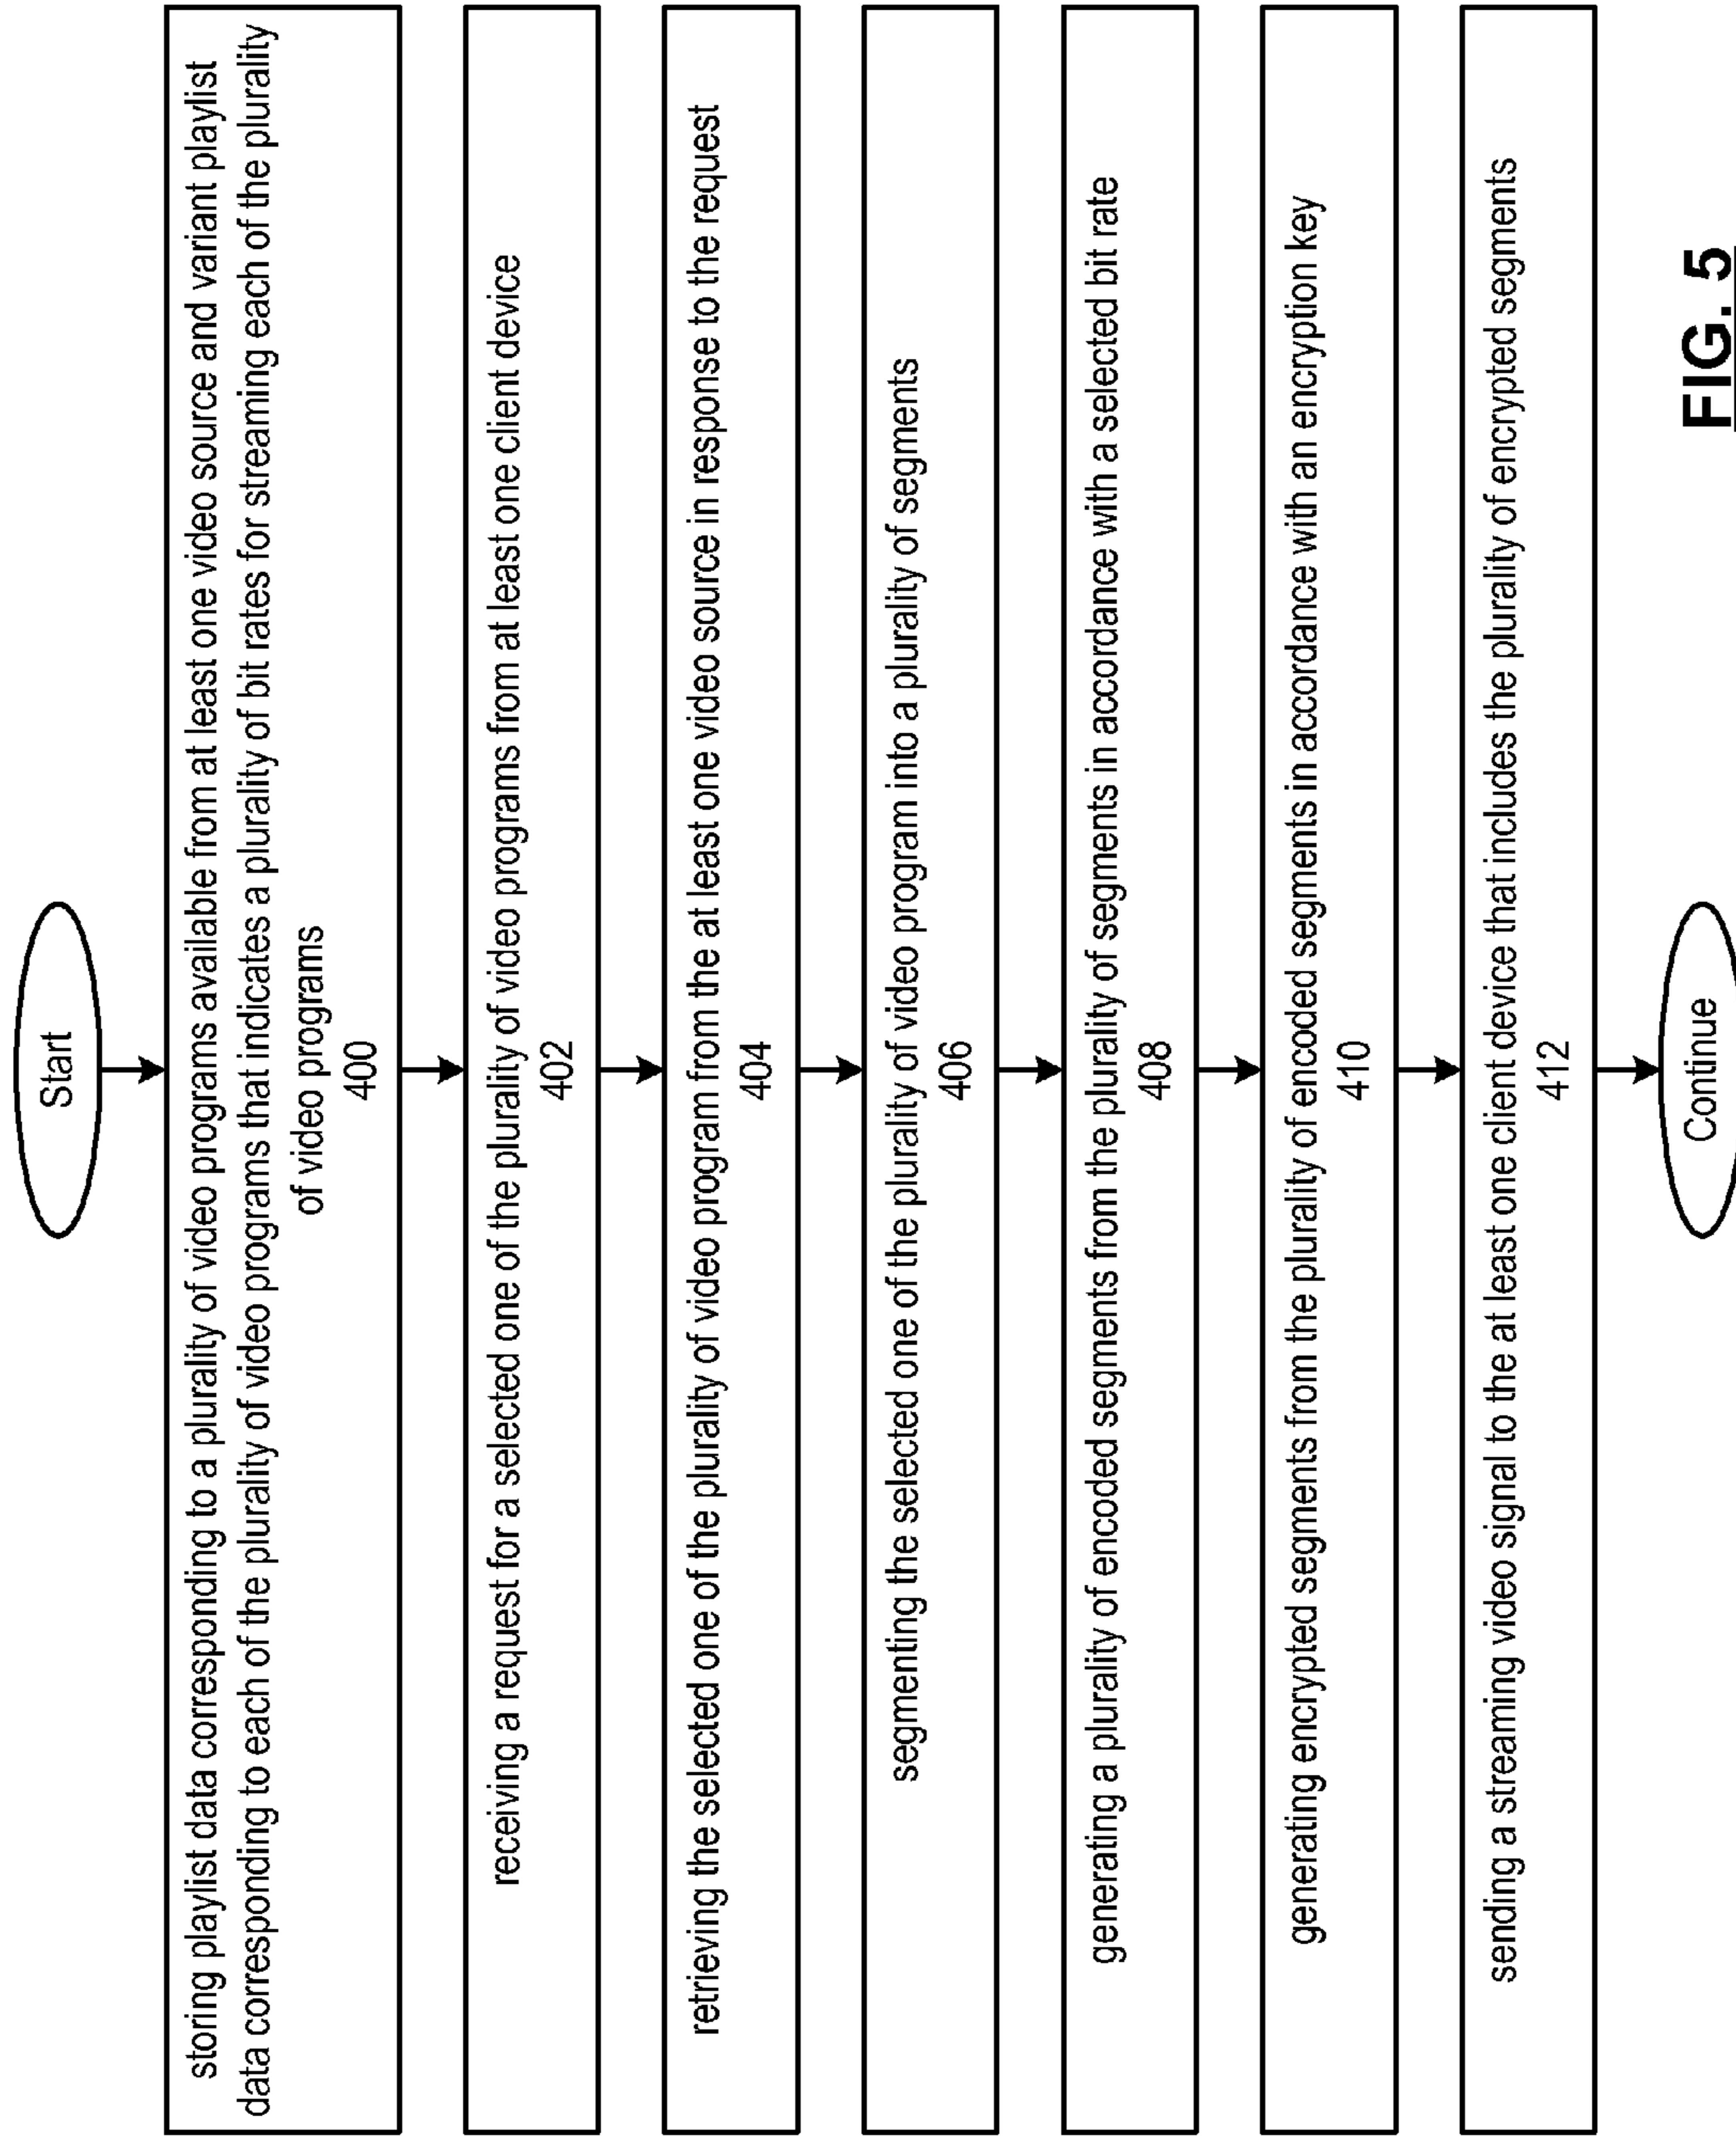 Start
storing playlist data corresponding to a plurality of video programs available from at least one video source and variant playlist
data corresponding to each of the plurality of video programs that indicates a plurality of bit rates for streaming each of the plurality
of video programs
400
receiving a request for a selected one of the plurality of video programs from at least one client device
402
retrieving the selected one of the plurality of video program from the at least one video source in response to the request
404
segmenting the selected one of the plurality of video program into a plurality of segments
406
generating a plurality of encoded segments from the plurality of segments in accordance with a selected bit rate
408
generating encrypted segments from the plurality of encoded segments in accordance with an encryption key
410
sending a streaming video signal to the at least one client device that includes the plurality of encrypted segments
412
Continue
FIG. 5